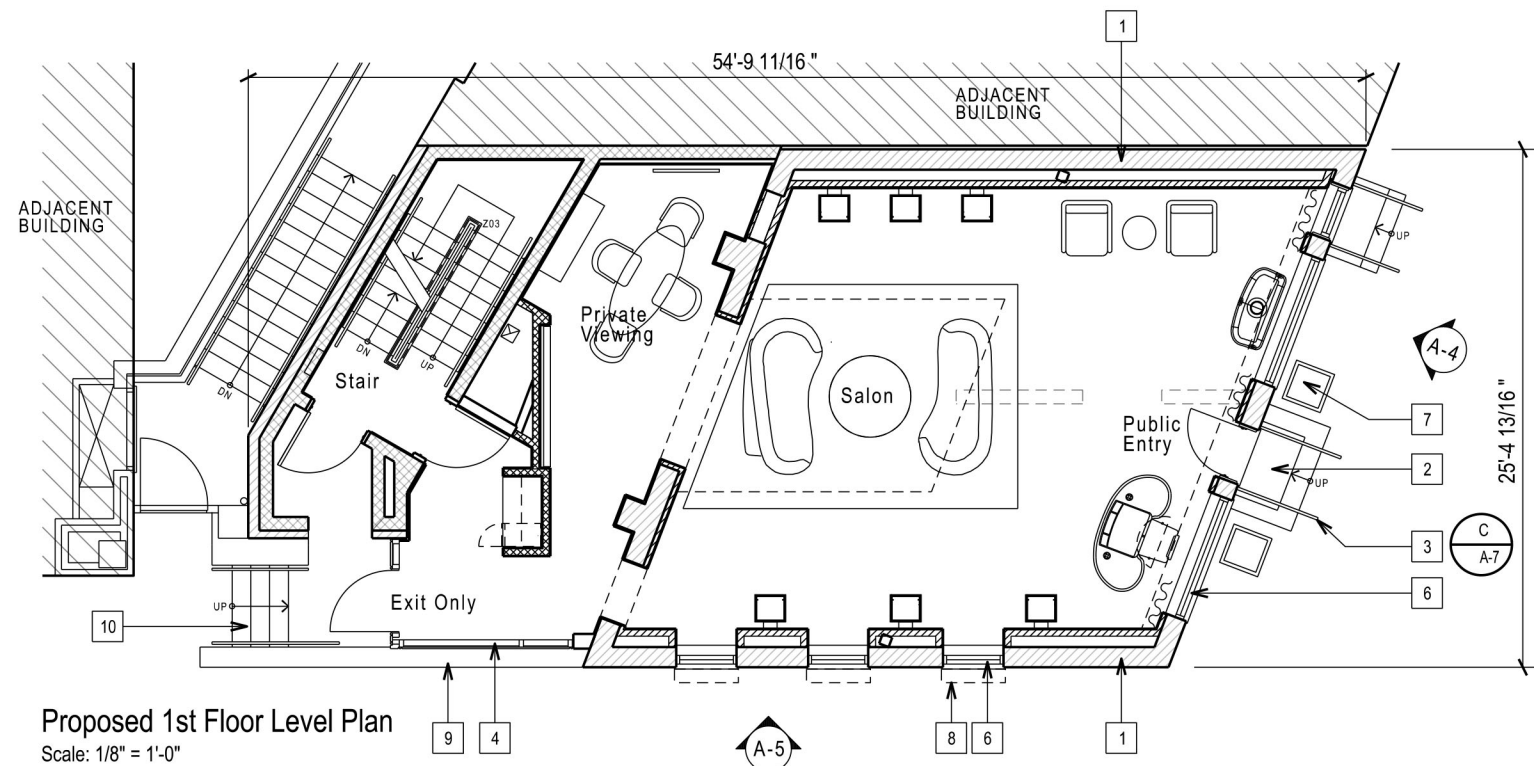 1
54'-9 11/16 "
ADJACENT
BUILDING
ADJACENT
BUILDING
Z03
UP
Private
Viewing
A-4
25'-4 13/16 "
DN
UP
Stair
DN
Salon
7
Public
Entry
2
UP
3
C
A-7
6
UP
Exit Only
10
Proposed 1st Floor Level Plan
Scale: 1/8" = 1'-0"
9
4
A-5
8
6
1